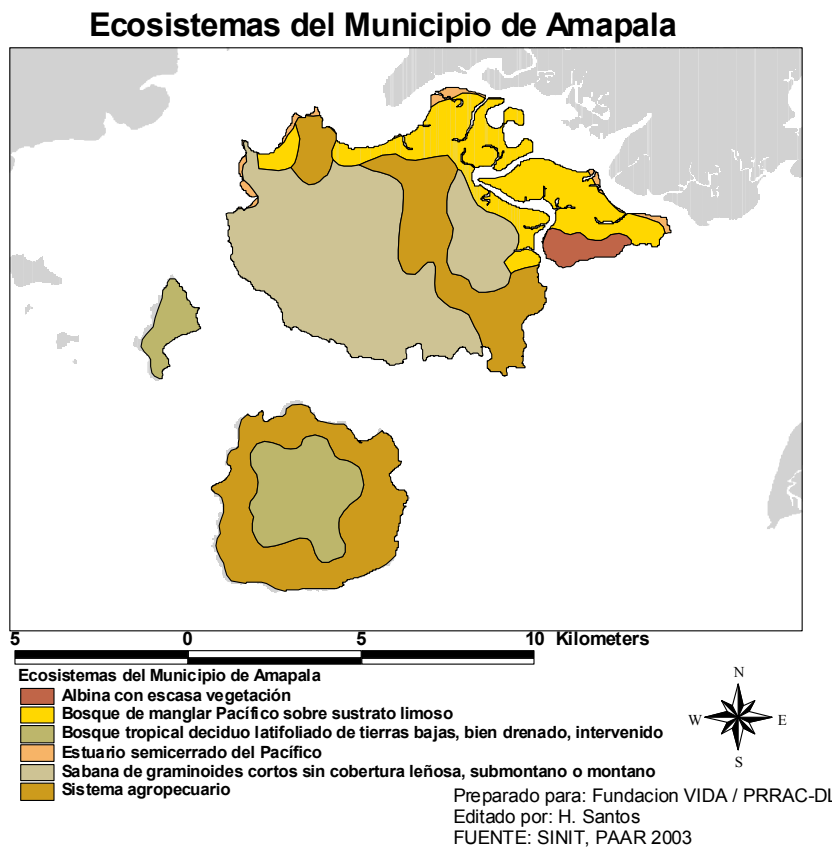 Ecosistemas del Municipio de Amapala
5 0 5 10 Kilometers
Ecosistemas del Municipio de Amapala
Albina con escasa vegetación
Bosque de manglar Pacífico sobre sustrato limoso
Bosque tropical deciduo latifoliado de tierras bajas, bien drenado, intervenido
Estuario semicerrado del Pacífico
Sabana de graminoides cortos sin cobertura leñosa, submontano o montano
Sistema agropecuario
N
W E
S
Preparado para: Fundacion VIDA / PRRAC-DL
Editado por: H. Santos
FUENTE: SINIT, PAAR 2003